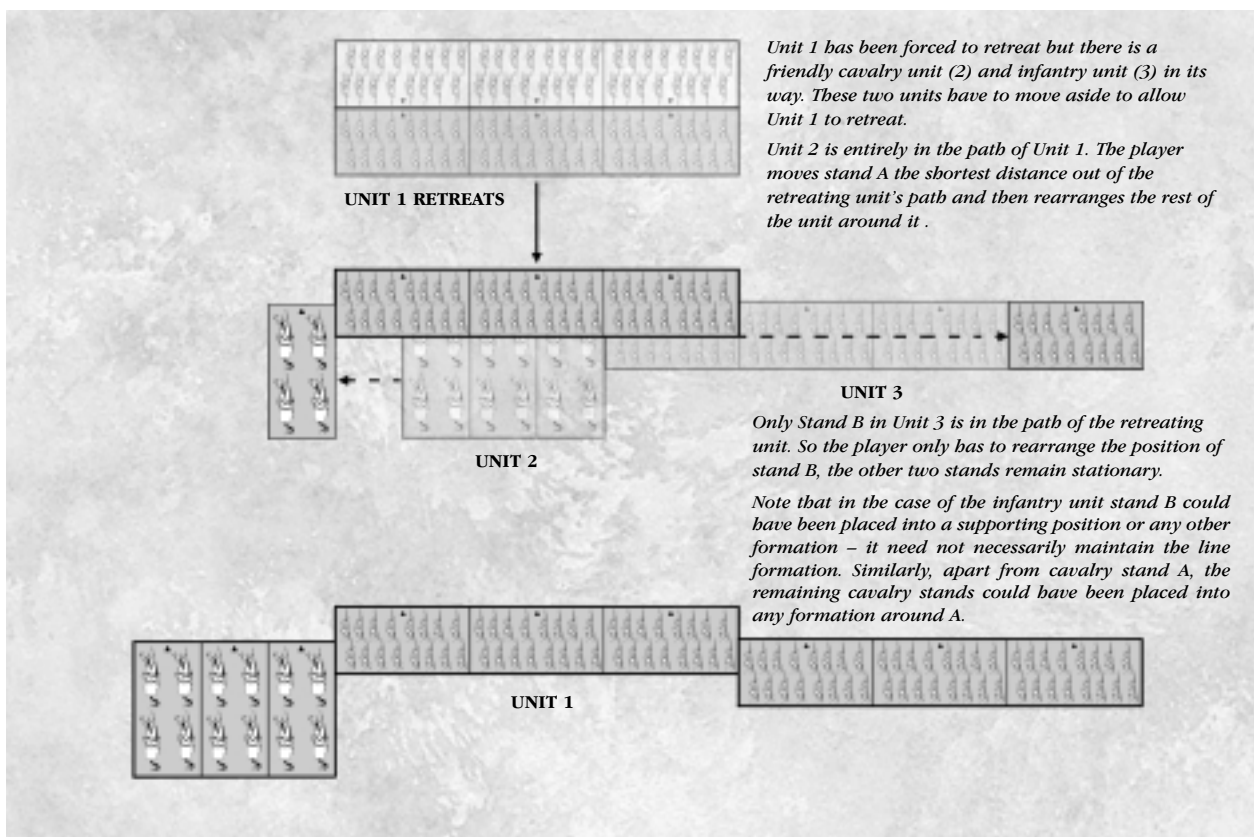 Unit 1 has been forced to retreat but there is a
friendly cavalry unit (2) and infantry unit (3) in its
way. These two units have to move aside to allow
Unit 1 to retreat.
Unit 2 is entirely in the path of Unit 1. The player
moves stand A the shortest distance out of the
retreating unit's path and then rearranges the rest of
the unit around it .
UNIT 1 RETREATS
UNIT 3
UNIT 2
Only Stand B in Unit 3 is in the path of the retreating
unit. So the player only has to rearrange the position of
stand B, the other two stands remain stationary.
Note that in the case of the infantry unit stand B could
have been placed into a supporting position or any other
formation – it need not necessarily maintain the line
formation. Similarly, apart from cavalry stand A, the
remaining cavalry stands could have been placed into
any formation around A.
UNIT 1